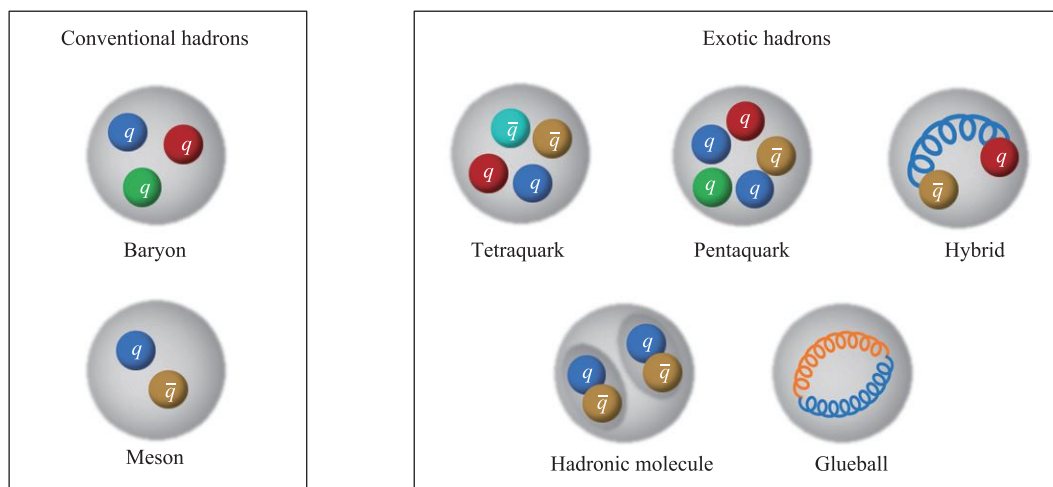 Conventional hadrons
q
q
q
Baryon
q
q̅
Meson
Exotic hadrons
q̅
q̅
q
q
Tetraquark
q
q
q̅
q
q
Pentaquark
q
q̅
Hybrid
q
q̅
q
q̅
Hadronic molecule
Glueball